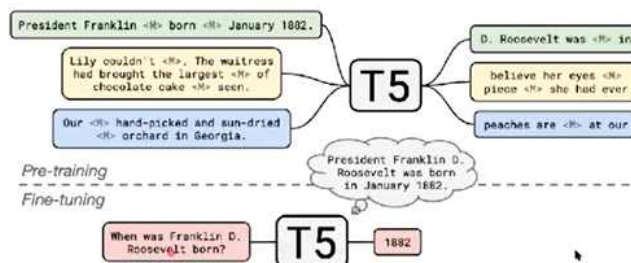 President Franklin <M> born <M> January 1882.
D. Roosevelt was <M> in
Lily couldn't <M>. The waitress
had brought the largest <M> of
chocolate cake <M> seen.
T5
believe her eyes <M>
piece <M> she had ever
Our <M> hand-picked and sun-dried
<M> orchard in Georgia.
peaches are <M> at our
President Franklin D.
Roosevelt was born
in January 1882.
Pre-training
Fine-tuning
When was Franklin D.
Roosevelt born?
T5
1882